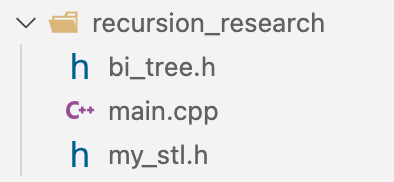 recursion_research
h bi_tree.h
C++ main.cpp
h my_stl.h